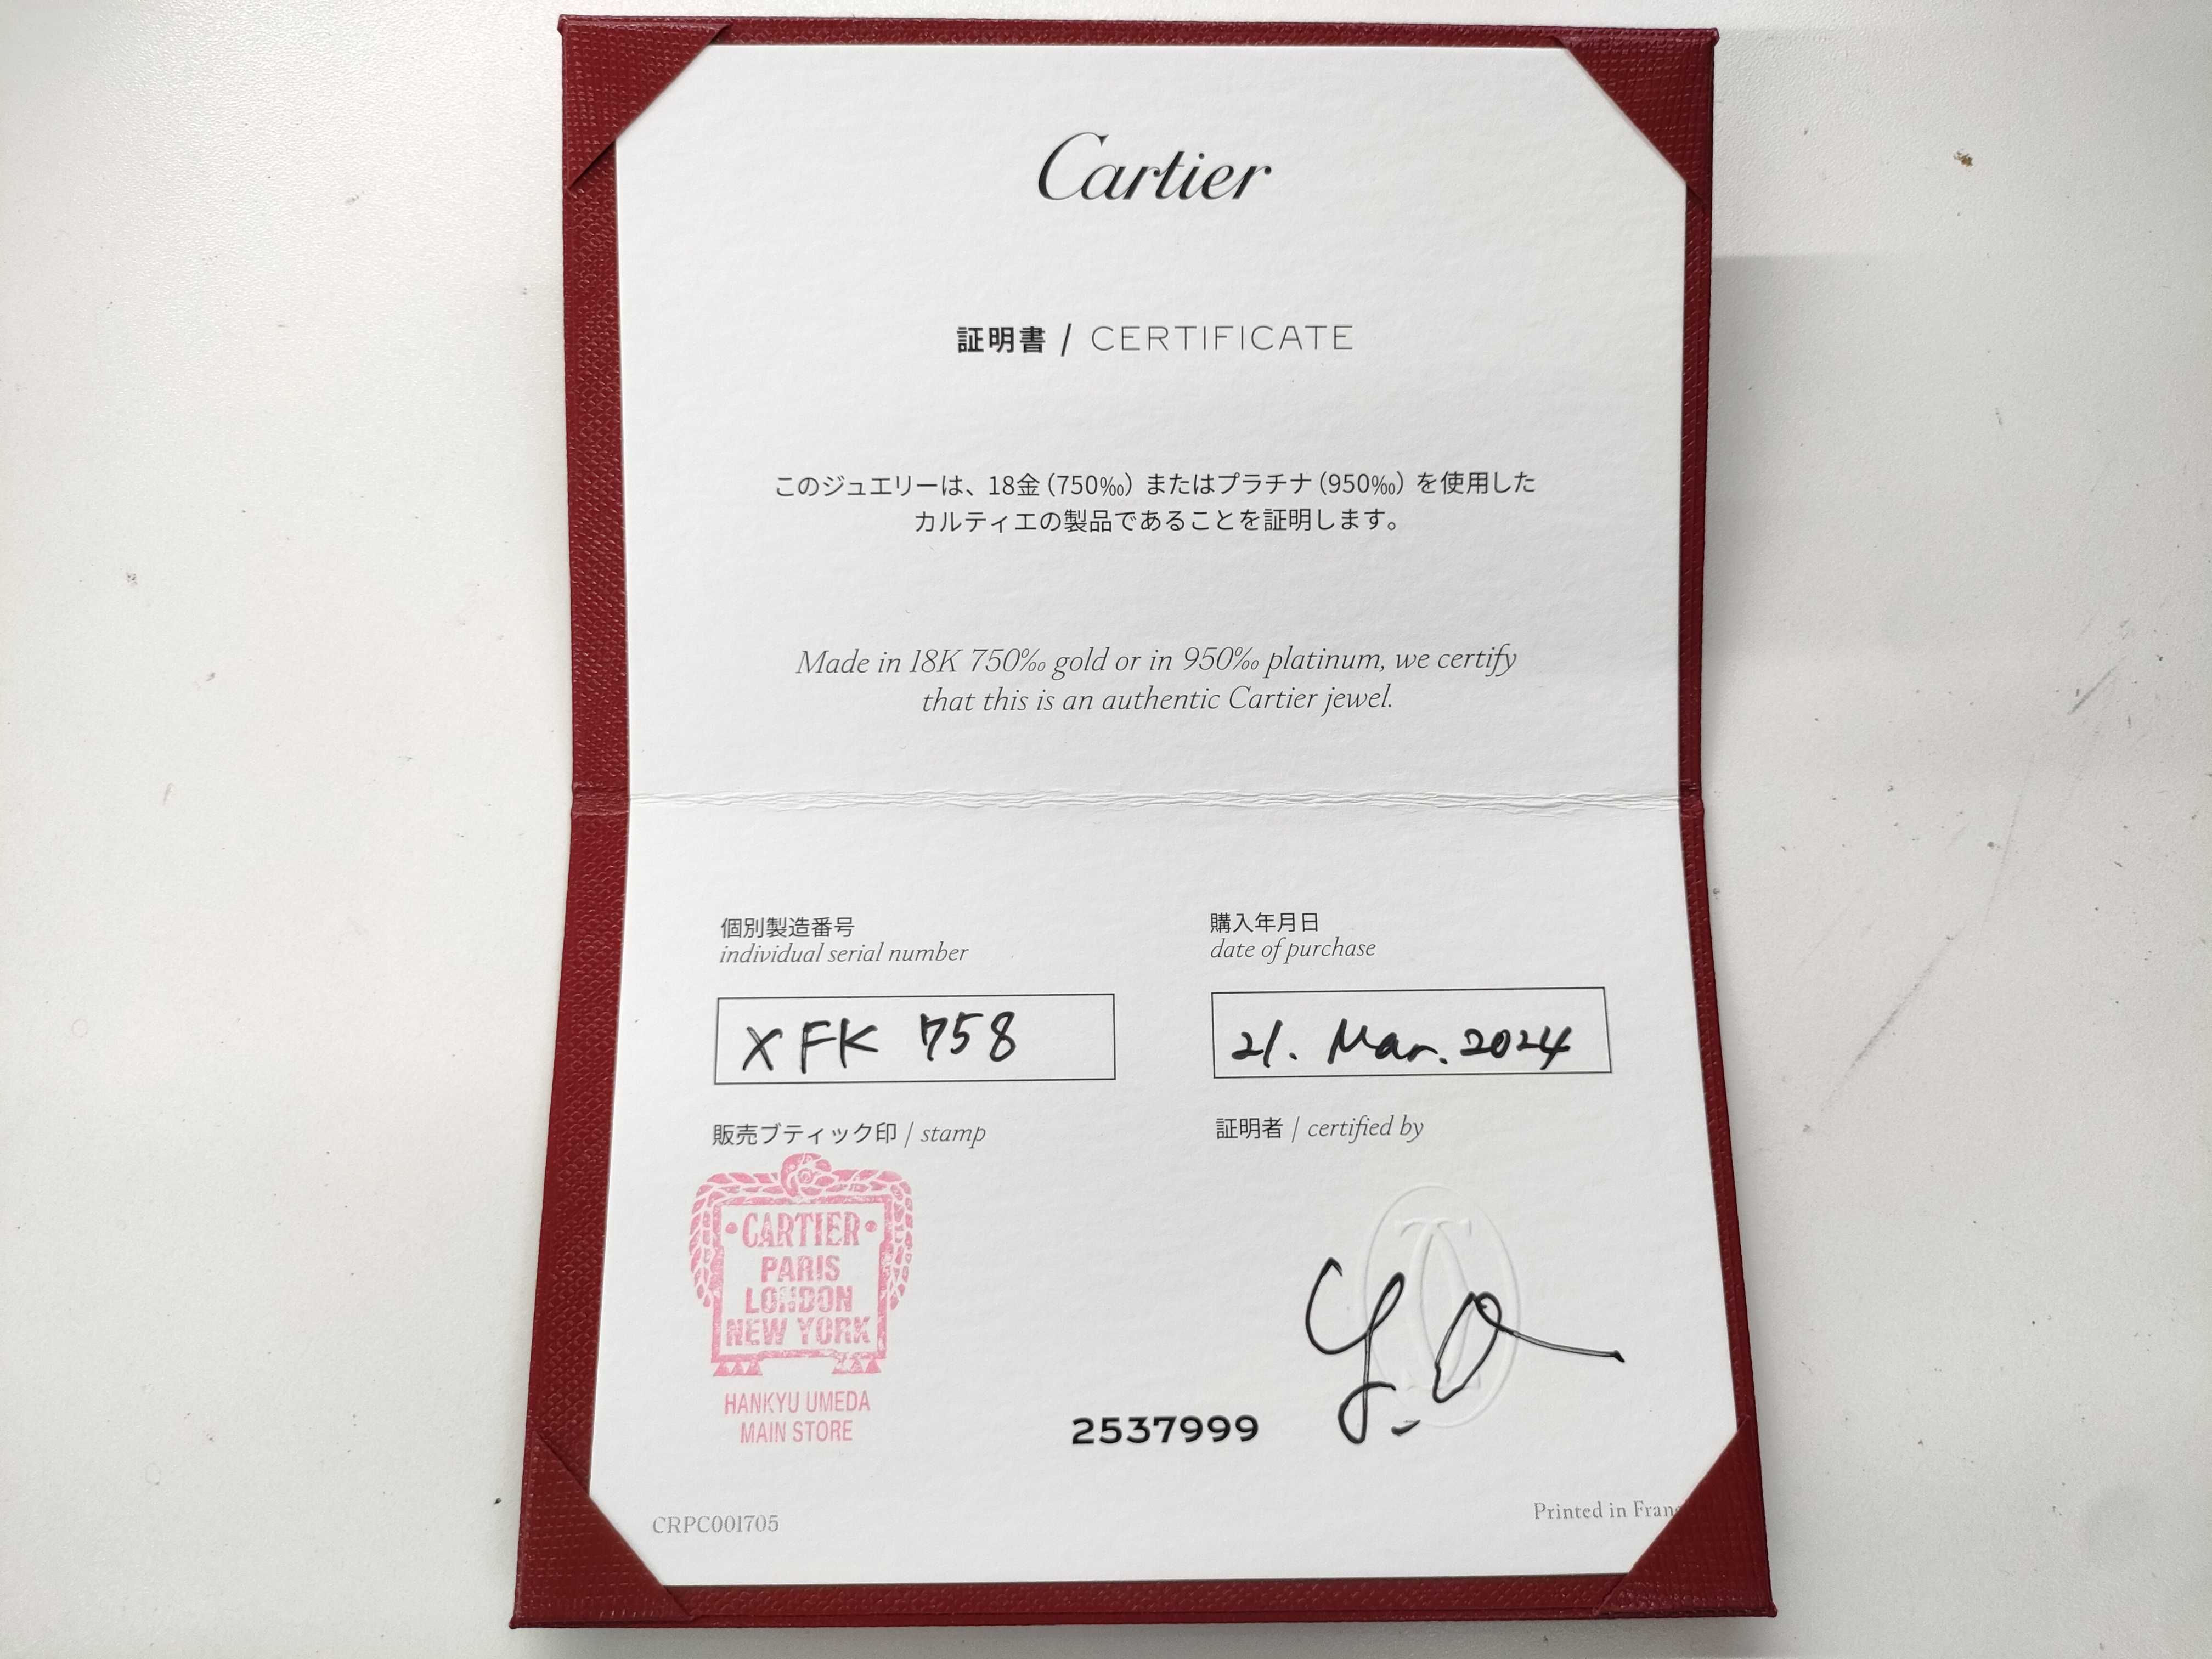 Cartier
証明書 / CERTIFICATE
このジュエリーは、18金（750‰）またはプラチナ（950‰）を使用した
カルティエの製品であることを証明します。
Made in 18K 750‰ gold or in 950‰ platinum, we certify
that this is an authentic Cartier jewel.
個別製造番号
individual serial number
XFK 758
購入年月日
date of purchase
21. Mar. 2024
販売ブティック印 / stamp
CARTIER
PARIS
LONDON
NEW YORK
HANKYU UMEDA
MAIN STORE
証明者 / certified by
2537999
CRPC001705
Printed in Fran